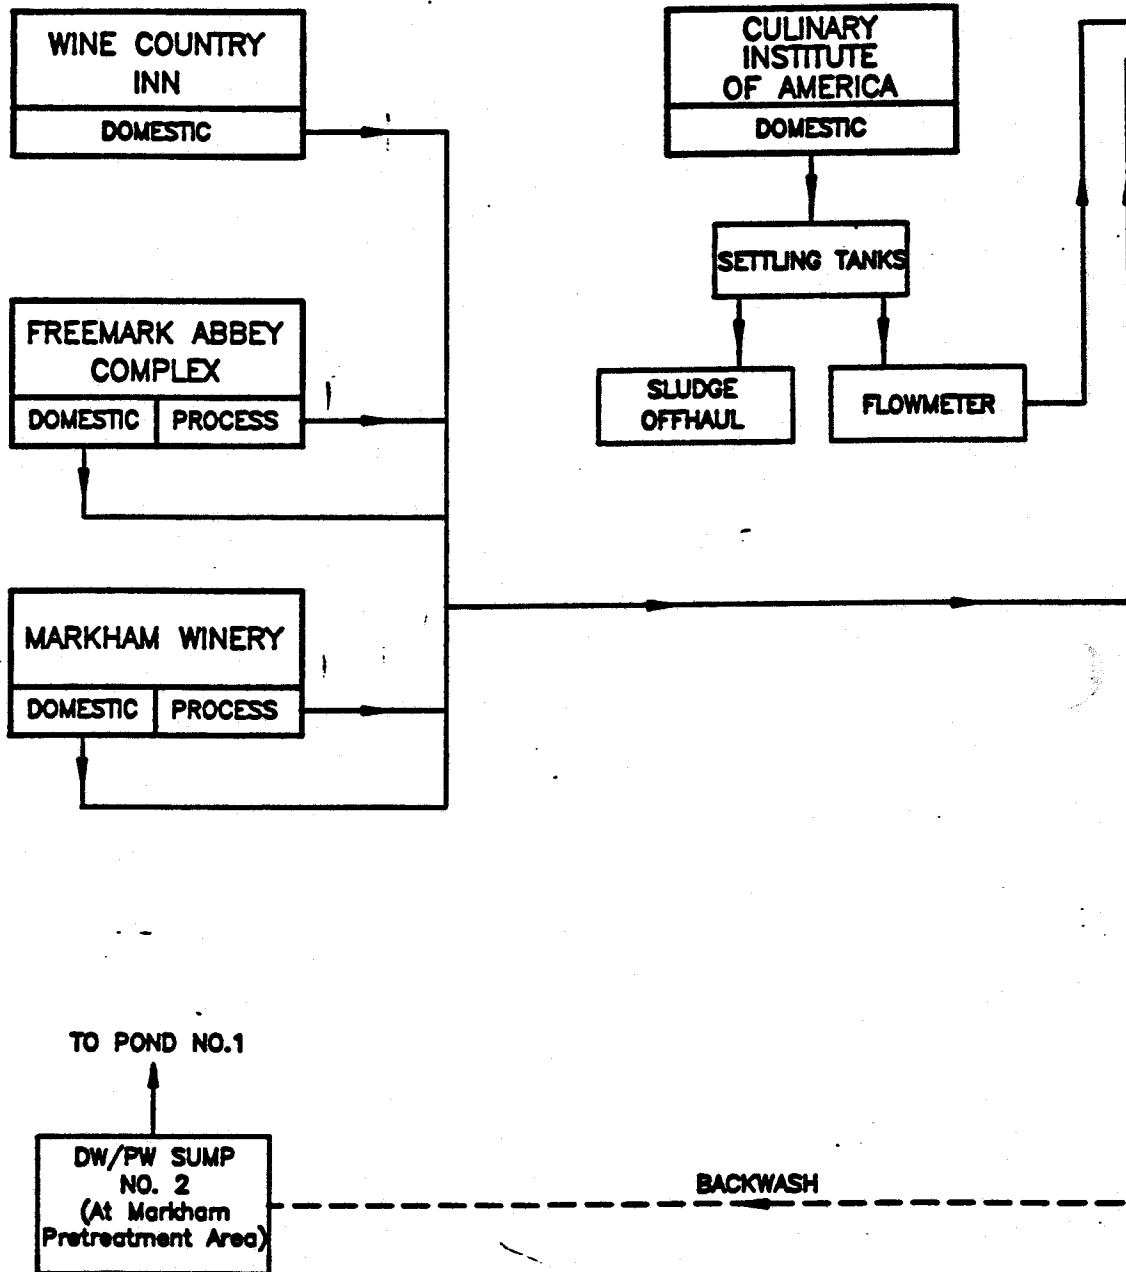 WINE COUNTRY
INN
DOMESTIC
CULINARY
INSTITUTE
OF AMERICA
DOMESTIC
SETTLING TANKS
SLUDGE
OFFHAUL
FLOWMETER
FREEMARK ABBEY
COMPLEX
DOMESTIC PROCESS
MARKHAM WINERY
DOMESTIC PROCESS
TO POND NO.1
DW/PW SUMP
NO. 2
(At Markham
Pretreatment Area)
BACKWASH